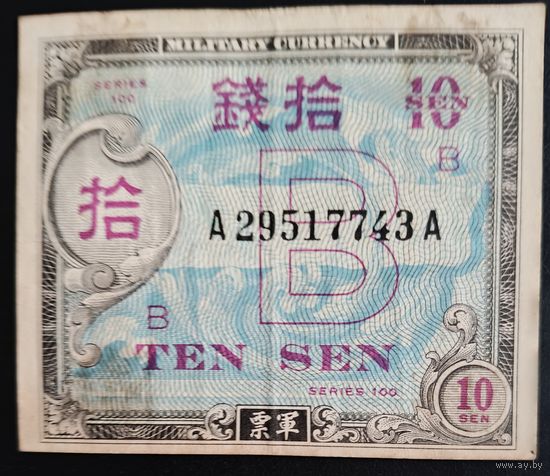 MILITARY CURRENCY
SERIES
100
錢拾
10
SEN
B
拾
B
A29517743A
B
TEN SEN
SERIES 100
10
SEN
票軍
www.ay.by